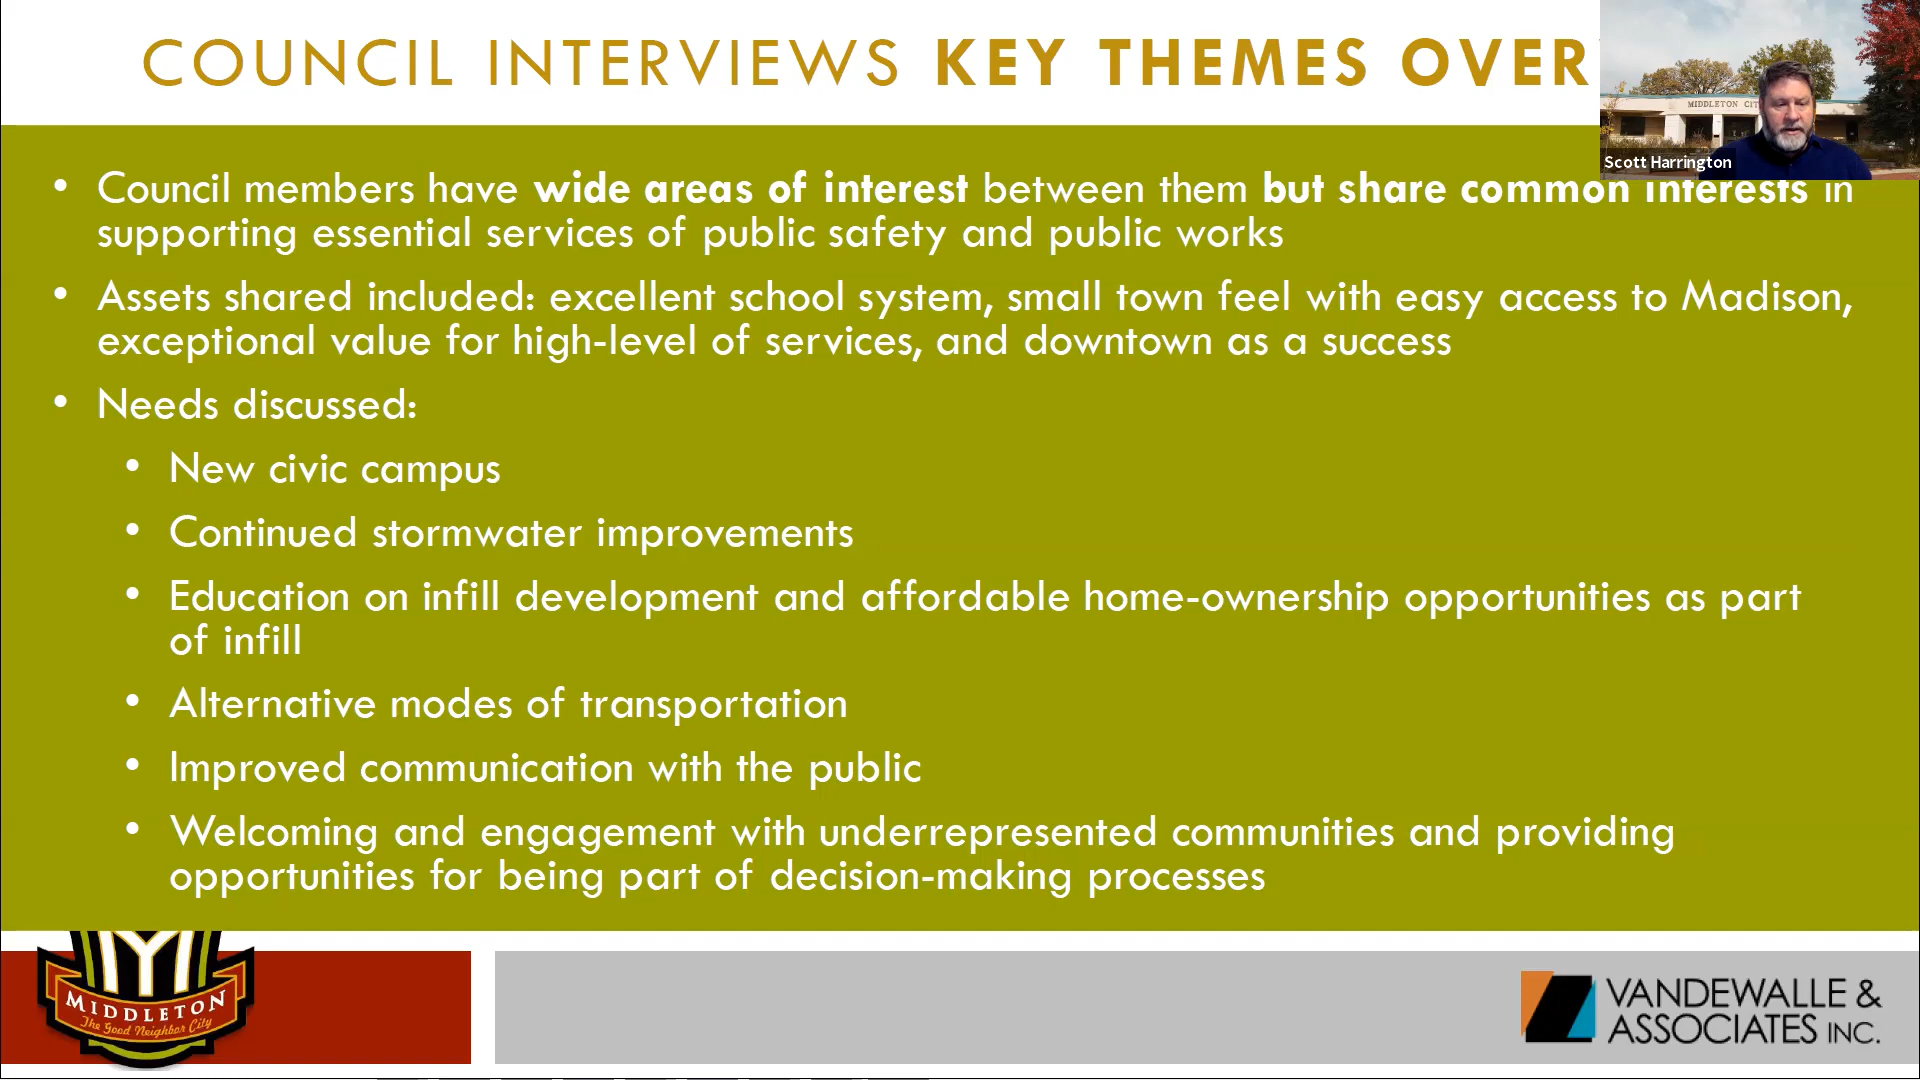 COUNCIL INTERVIEWS KEY THEMES OVER
MIDDLETON CIT
Scott Harrington
• Council members have wide areas of interest between them but share common interests in
supporting essential services of public safety and public works
• Assets shared included: excellent school system, small town feel with easy access to Madison,
exceptional value for high-level of services, and downtown as a success
• Needs discussed:
• New civic campus
• Continued stormwater improvements
• Education on infill development and affordable home-ownership opportunities as part
of infill
• Alternative modes of transportation
• Improved communication with the public
• Welcoming and engagement with underrepresented communities and providing
opportunities for being part of decision-making processes
MIDDLETON
The Good Neighbor City
VANDEWALLE &
ASSOCIATES INC.